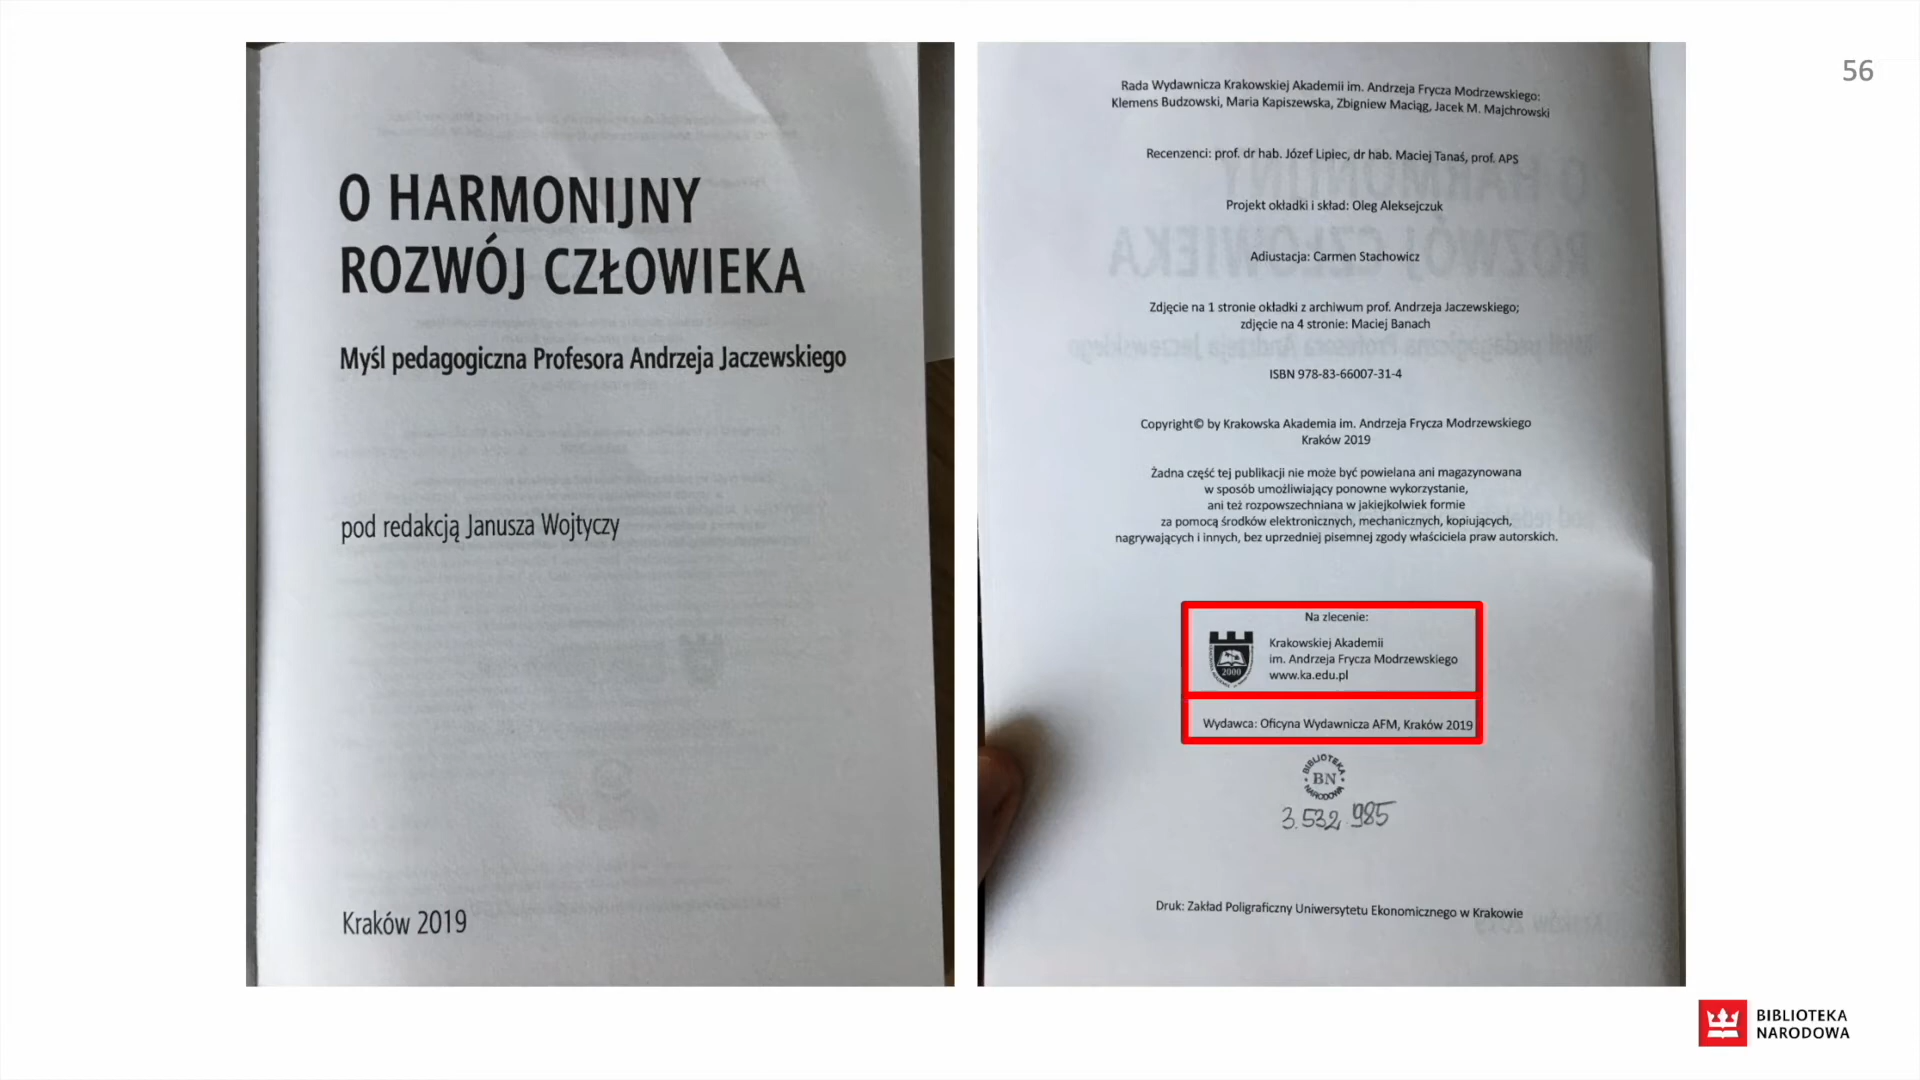 56
O HARMONIJNY
ROZWÓJ CZŁOWIEKA
Myśl pedagogiczna Profesora Andrzeja Jaczewskiego
pod redakcją Janusza Wojtyczy
Kraków 2019
Rada Wydawnicza Krakowskiej Akademii im. Andrzeja Frycza Modrzewskiego:
Klemens Budzowski, Maria Kapiszewska, Zbigniew Maciąg, Jacek M. Majchrowski
Recenzenci: prof. dr hab. Józef Lipiec, dr hab. Maciej Tanaś, prof. APS
Projekt okładki i skład: Oleg Aleksejczuk
Adiustacja: Carmen Stachowicz
Zdjęcie na 1 stronie okładki z archiwum prof. Andrzeja Jaczewskiego;
zdjęcie na 4 stronie: Maciej Banach
ISBN 978-83-66007-31-4
Copyright© by Krakowska Akademia im. Andrzeja Frycza Modrzewskiego
Kraków 2019
Żadna część tej publikacji nie może być powielana ani magazynowana
w sposób umożliwiający ponowne wykorzystanie,
ani też rozpowszechniana w jakiejkolwiek formie
za pomocą środków elektronicznych, mechanicznych, kopiujących,
nagrywających i innych, bez uprzedniej pisemnej zgody właściciela praw autorskich.
Na zlecenie:
Krakowskiej Akademii
im. Andrzeja Frycza Modrzewskiego
www.ka.edu.pl
2000
Wydawca: Oficyna Wydawnicza AFM, Kraków 2019
BIBLIOTEKA
BN
NARODOWA
3.532.985
Druk: Zakład Poligraficzny Uniwersytetu Ekonomicznego w Krakowie
BIBLIOTEKA
NARODOWA